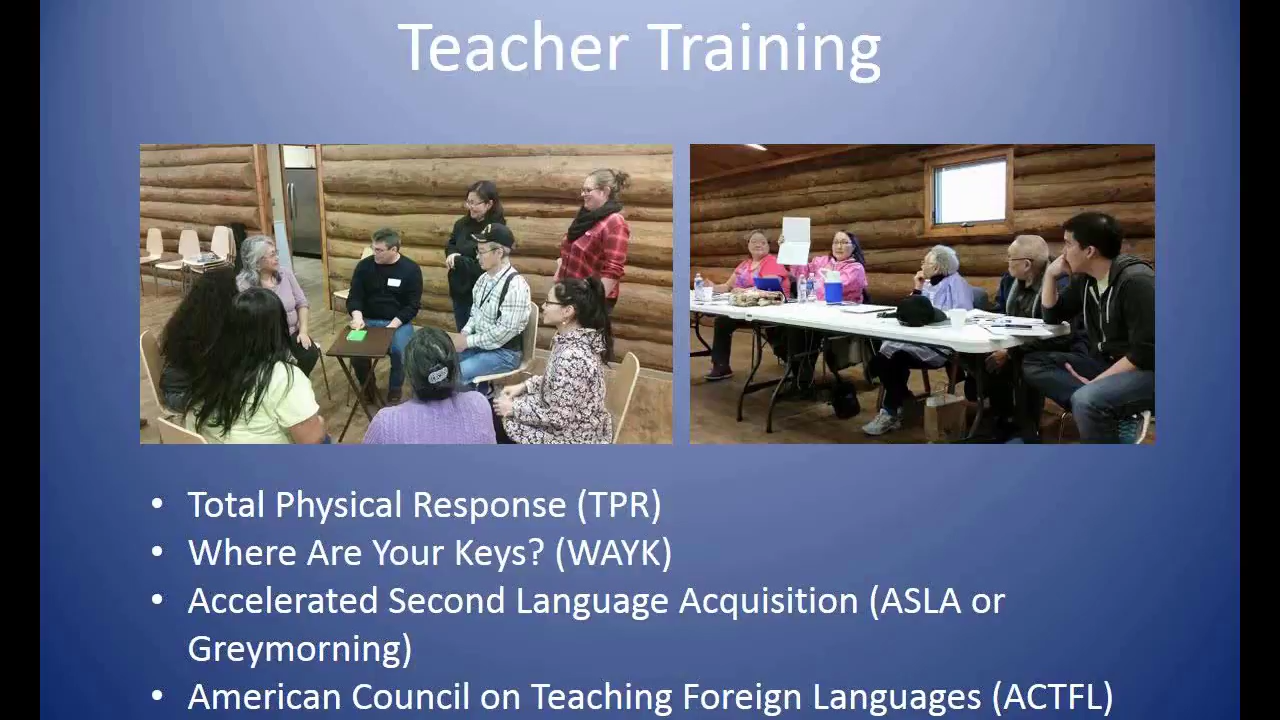 Teacher Training
• Total Physical Response (TPR)
• Where Are Your Keys? (WAYK)
• Accelerated Second Language Acquisition (ASLA or
Greymorning)
• American Council on Teaching Foreign Languages (ACTFL)